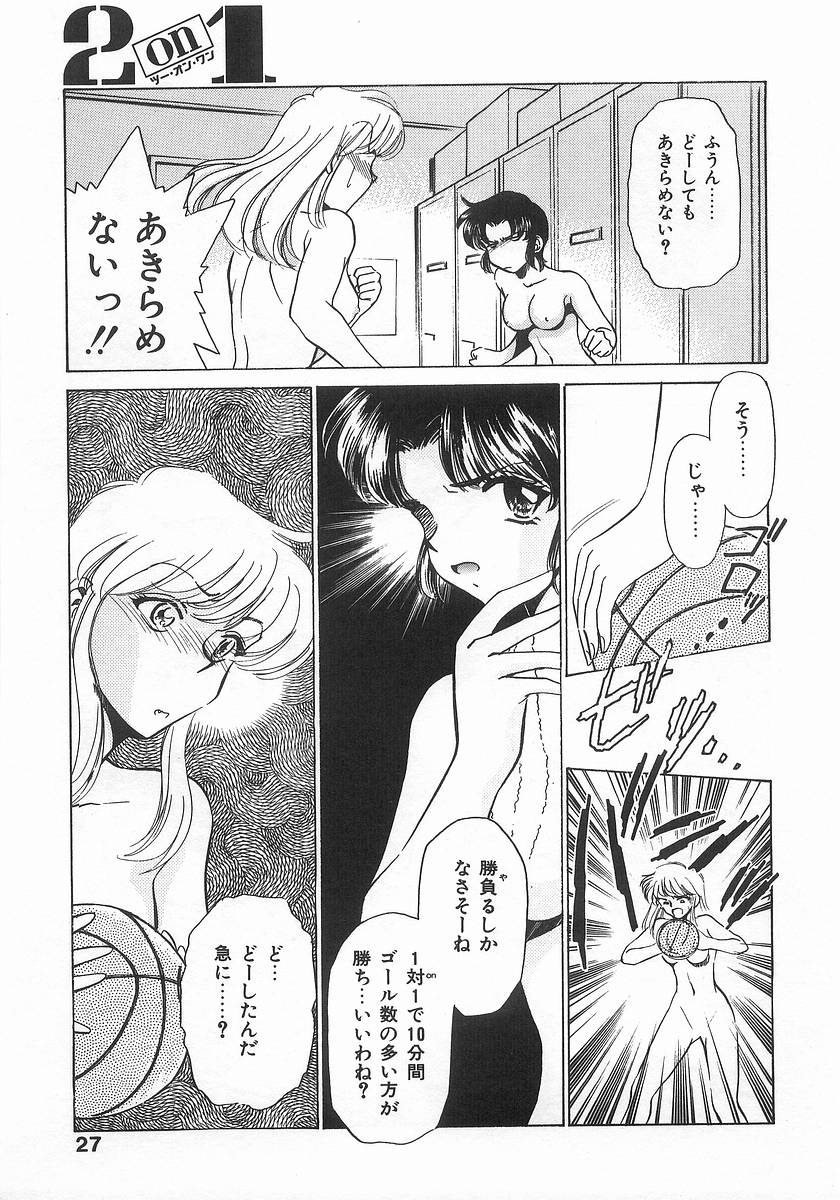 2 on 1
ツー・オン・ワン
ふうん……
どーしても
あきらめない?
あきらめ
ないっ!!
そう……
じゃ……
ゴロ
ゼッ…
勝負るしか
や
なさそーね
1対1で10分間
on
ゴール数の多い方が
勝ち…いいわね?
ど…
どーしたんだ
急に……?
27